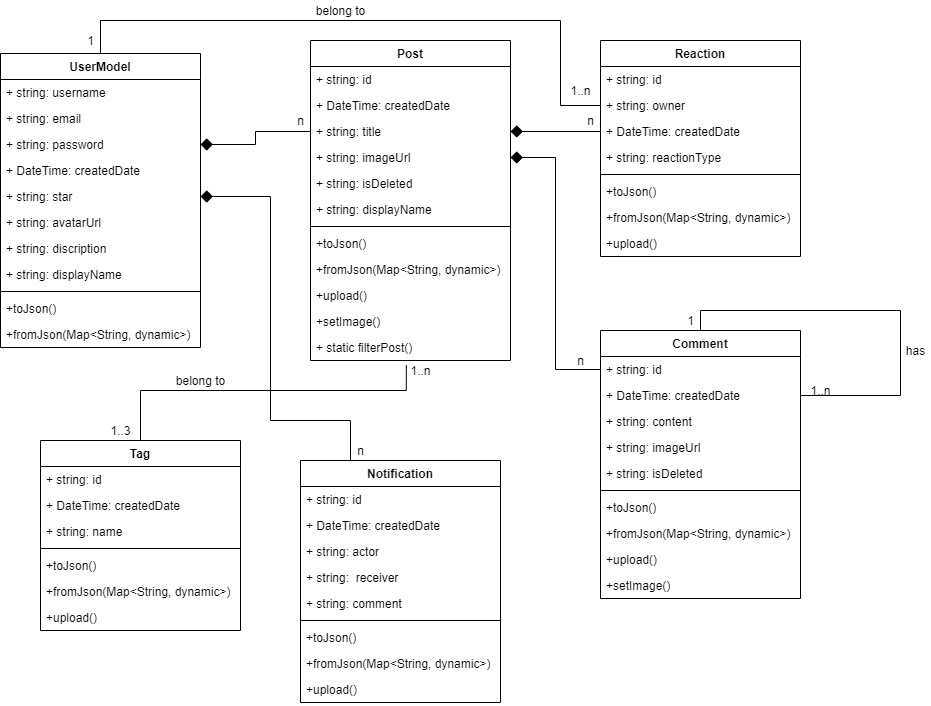 belong to
1
UserModel
+ string: username
+ string: email
+ string: password
+ DateTime: createdDate
+ string: star
+ string: avatarUrl
+ string: discription
+ string: displayName
+toJson()
+fromJson(Map<String, dynamic>)
n
Post
+ string: id
+ DateTime: createdDate
+ string: title
+ string: imageUrl
+ string: isDeleted
+ string: displayName
+toJson()
+fromJson(Map<String, dynamic>)
+upload()
+setImage()
+ static filterPost()
1..n
n
Reaction
+ string: id
+ string: owner
+ DateTime: createdDate
+ string: reactionType
+toJson()
+fromJson(Map<String, dynamic>)
+upload()
1
n
Comment
+ string: id
+ DateTime: createdDate
+ string: content
+ string: imageUrl
+ string: isDeleted
+toJson()
+fromJson(Map<String, dynamic>)
+upload()
+setImage()
has
1..n
1..n
belong to
1..3
Tag
+ string: id
+ DateTime: createdDate
+ string: name
+toJson()
+fromJson(Map<String, dynamic>)
+upload()
n
Notification
+ string: id
+ DateTime: createdDate
+ string: actor
+ string:  receiver
+ string: comment
+toJson()
+fromJson(Map<String, dynamic>)
+upload()